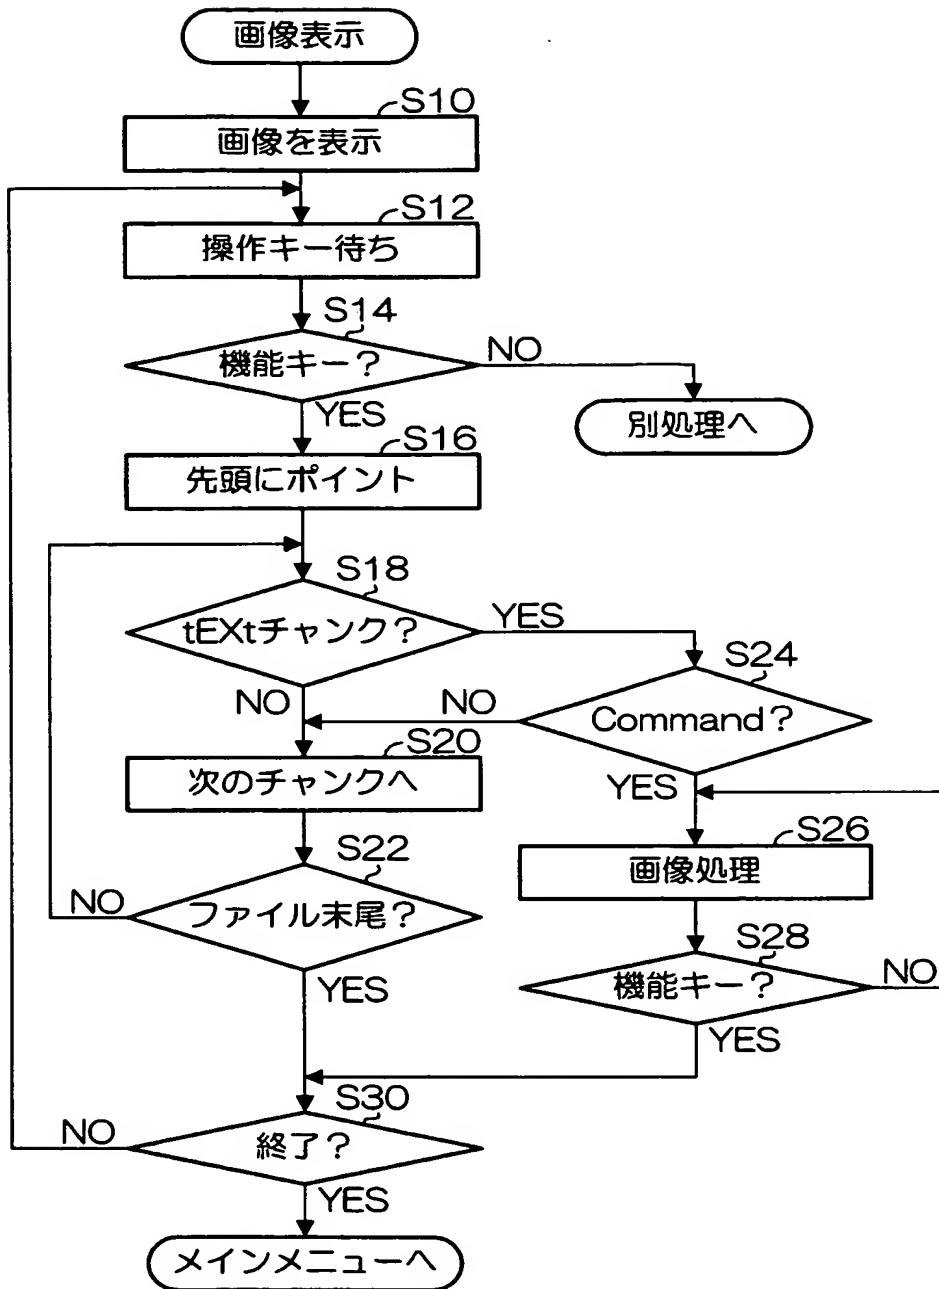 画像表示
S10
画像を表示
S12
操作キー待ち
S14
機能キー？
NO
YES
別処理へ
S16
先頭にポイント
S18
tEXtチャンク？
YES
NO
S24
Command？
NO
YES
S20
次のチャンクへ
S22
ファイル末尾？
NO
YES
S26
画像処理
S28
機能キー？
NO
YES
S30
終了？
NO
YES
メインメニューへ